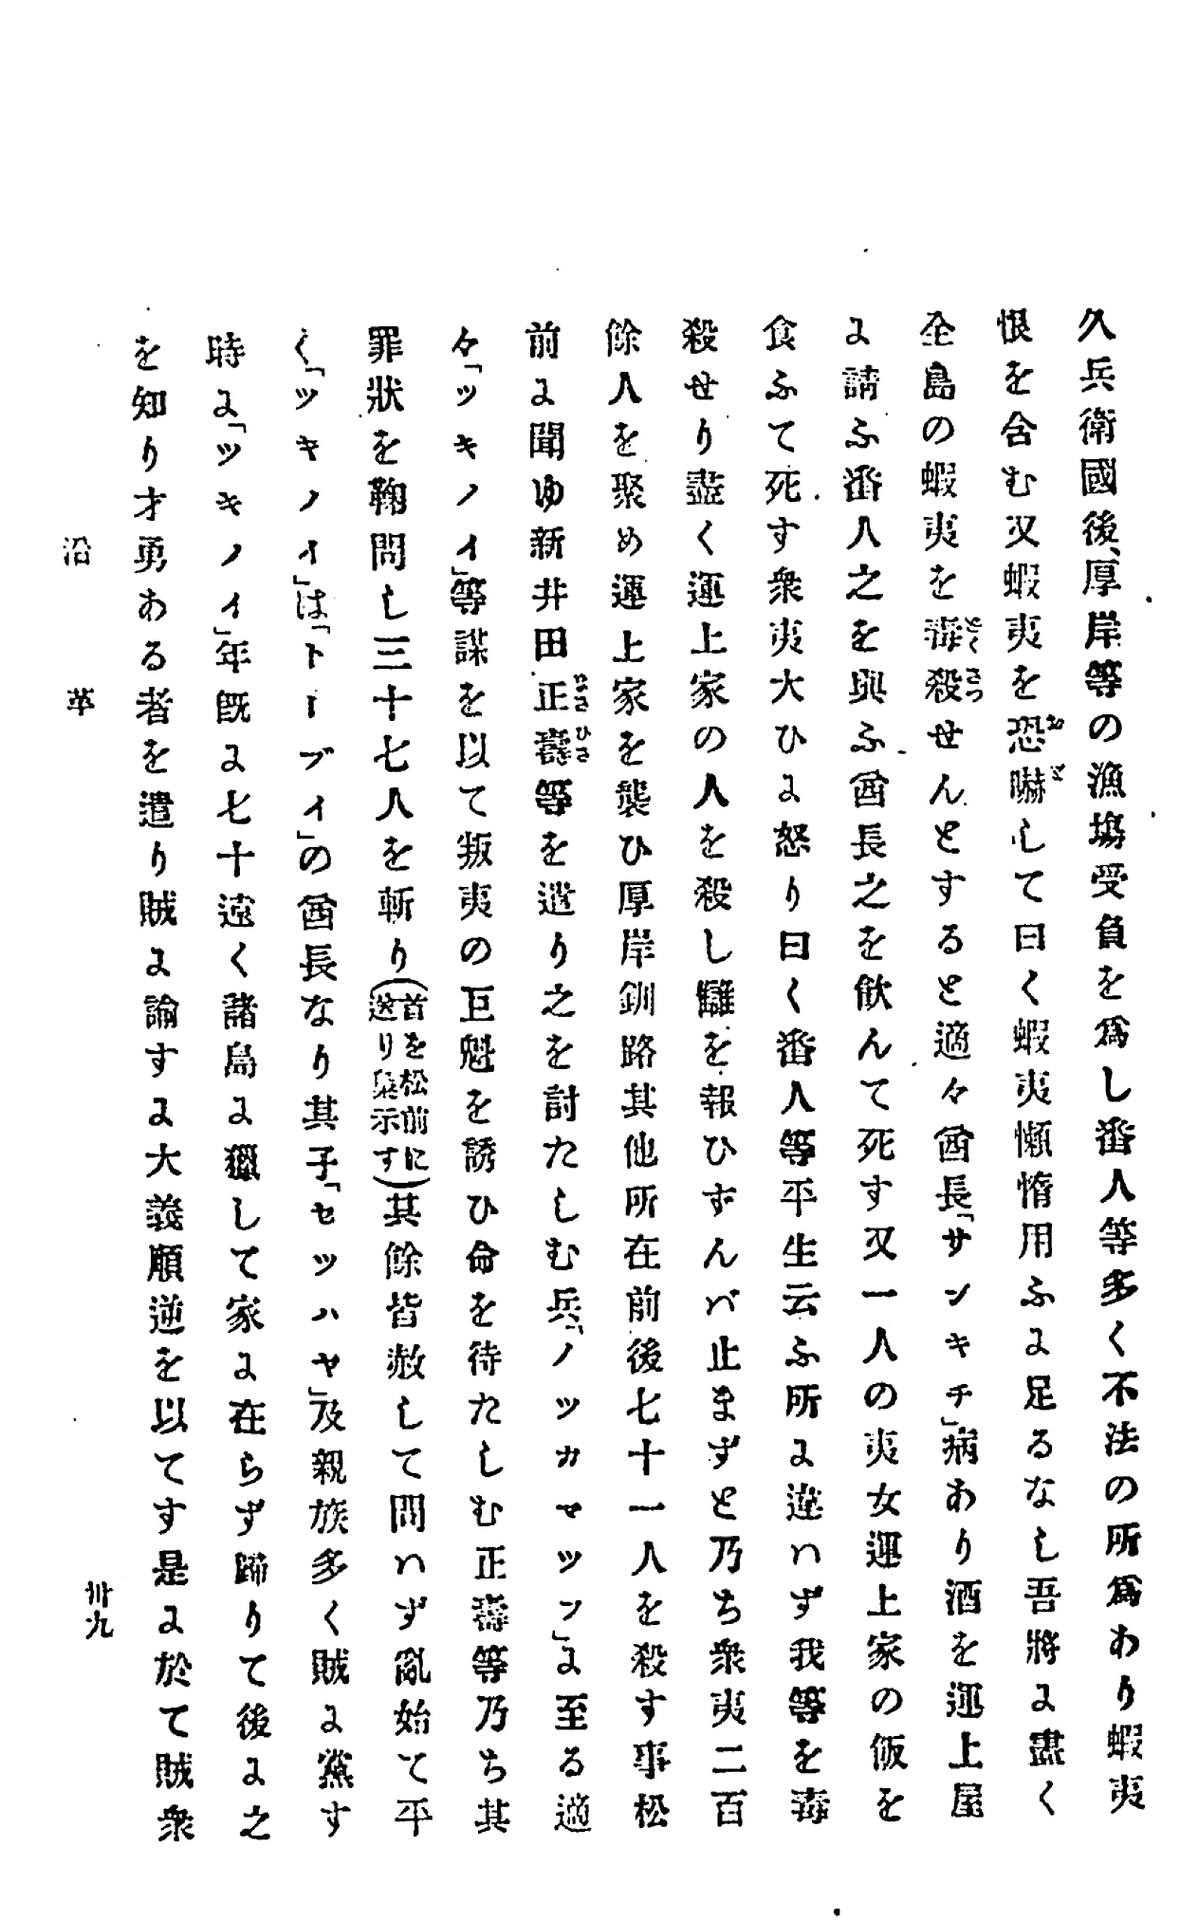 久兵衛國後、厚岸等の漁塲受負を爲し番人等多く不法の所爲あり蝦夷
恨を含む又蝦夷を恐嚇して曰く蝦夷懶惰用ふに足るなし吾將に盡く
全島の蝦夷を毒殺せんとすると適々酋長「サンキチ」病あり酒を運上屋
に請ふ番人之を與ふ酋長之を飮んて死す又一人の夷女運上家の飯を
食ふて死す衆夷大ひに怒り曰く番人等平生云ふ所に違ハず我等を毒
殺せり盡く運上家の人を殺し讎を報ひずんバ止まずと乃ち衆夷二百
餘人を聚め運上家を襲ひ厚岸釧路其他所在前後七十一人を殺す事松
前に聞ゆ新井田正壽等を遣り之を討たしむ兵「ノツカマツフ」に至る適
々「ツキノイ」等謀を以て叛夷の巨魁を誘ひ命を待たしむ正壽等乃ち其
罪狀を鞠問し三十七人を斬り(首を松前に送り梟示す)其餘皆赦して問ハず亂始て平
く「ツキノイ」は「トーブイ」の酋長なり其子「セツハヤ」及親族多く賊に黨す
時に「ツキノイ」年既に七十遠く諸島に獵して家に在らず歸りて後に之
を知り才勇ある者を遣り賊に諭すに大義順逆を以てす是に於て賊衆
沿革
卅九